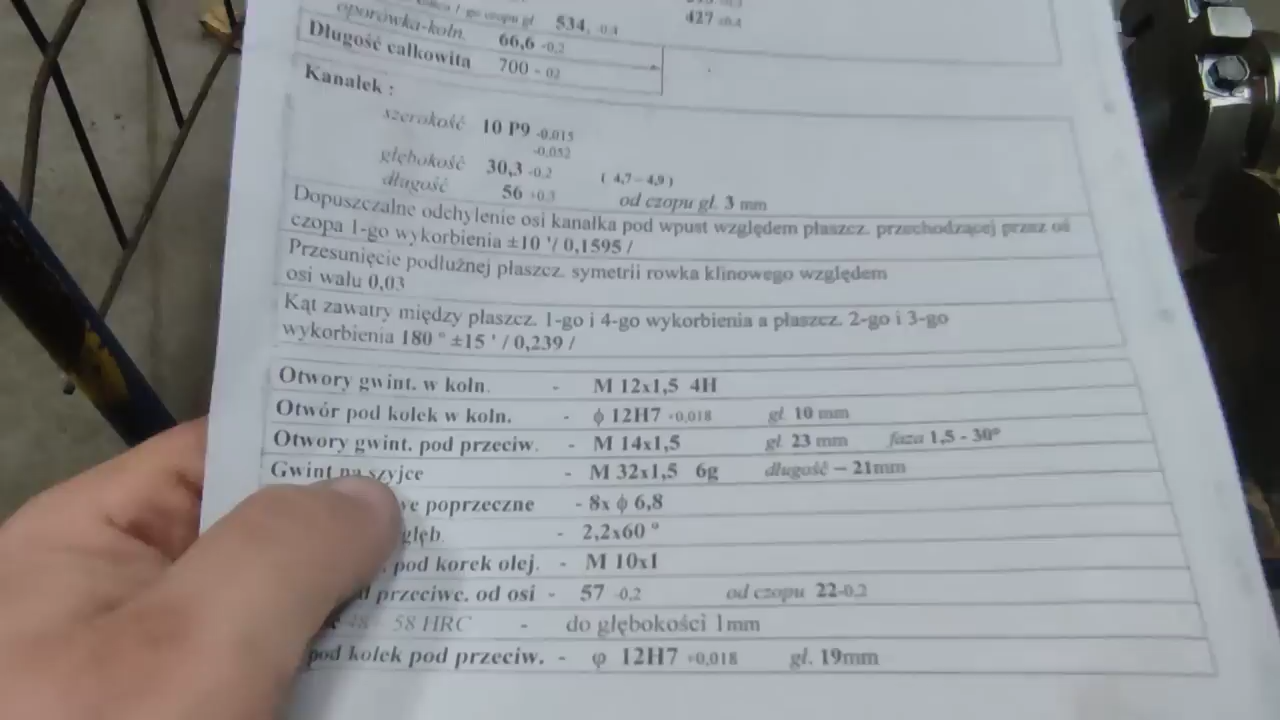 534, -0.4
427 -0.4
oporówka-koln. 66,6 -0,2
Długość całkowita 700 - 02
Kanałek :
szerokość 10 P9 -0.015
-0,052
głębokość 30,3 -0.2 ( 4,7 – 4,9 )
długość 56 +0.3 od czopu gł. 3 mm
Dopuszczalne odchylenie osi kanałka pod wpust względem płaszcz. przechodzącej przez oś
czopa 1-go wykorbienia ±10 '/ 0,1595 /
Przesunięcie podłużnej płaszcz. symetrii rowka klinowego względem
osi wału 0,03
Kąt zawatry między płaszcz. 1-go i 4-go wykorbienia a płaszcz. 2-go i 3-go
wykorbienia 180 ° ±15 ' / 0,239 /
Otwory gwint. w koln. - M 12x1,5 4H
Otwór pod kołek w koln. - ϕ 12H7 +0,018 gł. 10 mm
Otwory gwint. pod przeciw. - M 14x1,5 gł. 23 mm faza 1,5 - 30°
Gwint na szyjce - M 32x1,5 6g długość – 21mm
poprzeczne - 8x ϕ 6,8
głęb. - 2,2x60 °
pod korek olej. - M 10x1
przeciwc. od osi - 57 -0.2 od czopu 22-0.2
48 - 58 HRC - do głębokości 1mm
pod kołek pod przeciw. - φ 12H7 +0,018 gł. 19mm